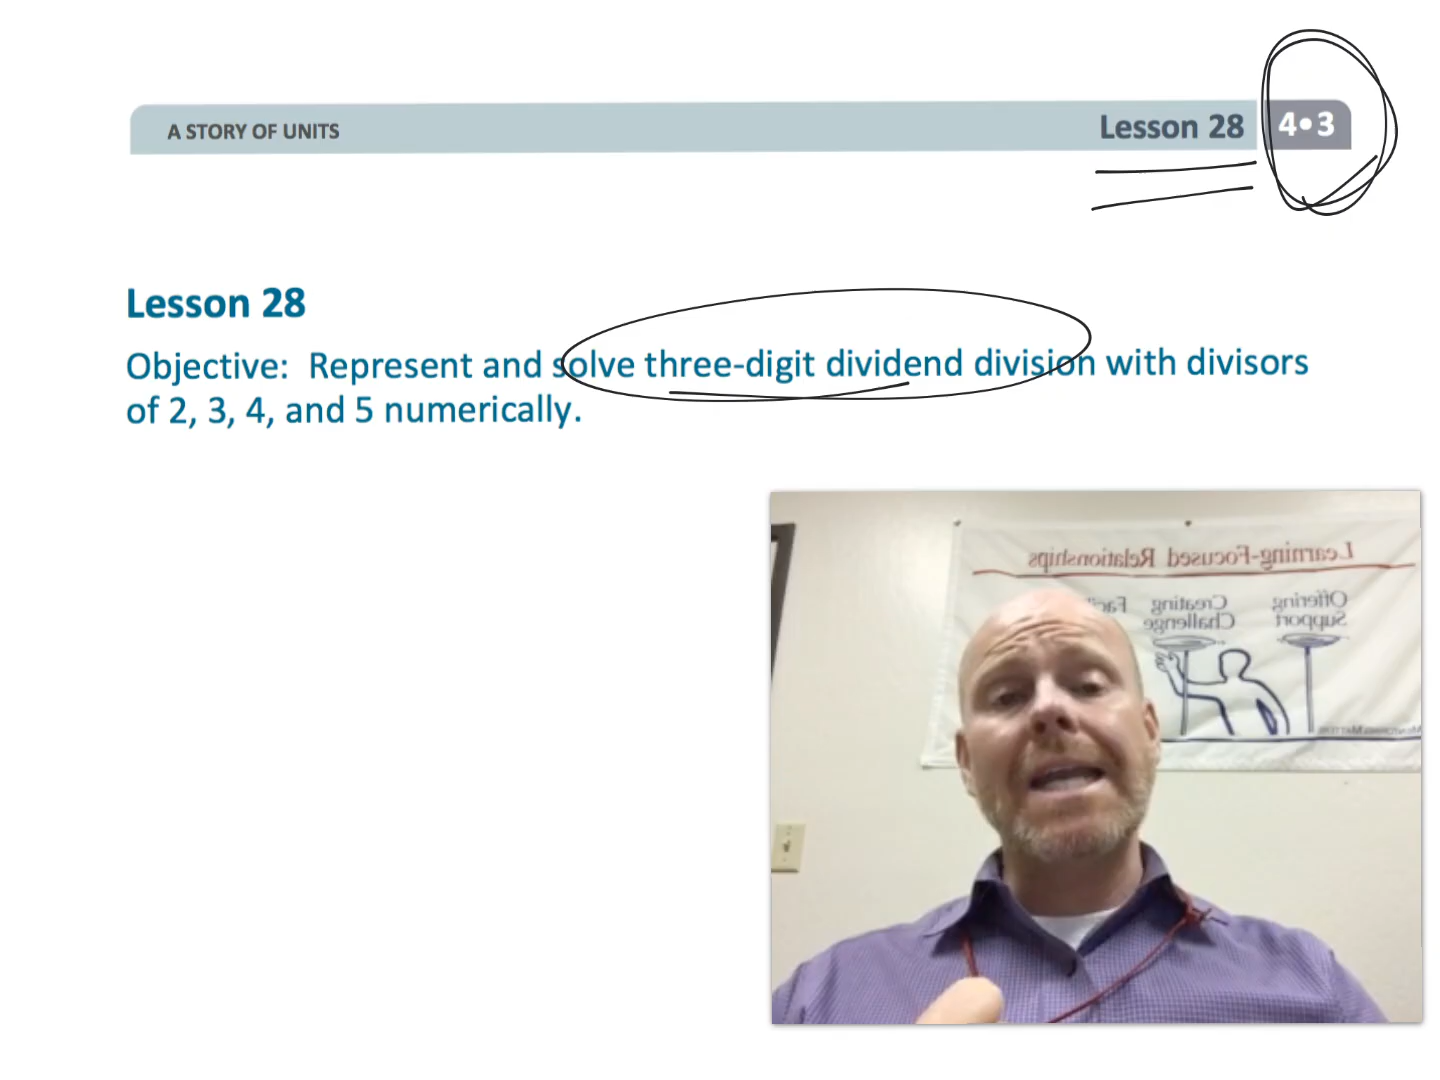 A STORY OF UNITS
Lesson 28
4•3
Lesson 28
Objective: Represent and solve three-digit dividend division with divisors
of 2, 3, 4, and 5 numerically.
Learning-Focused Relationships
Offering
Support
Creating
Challenge